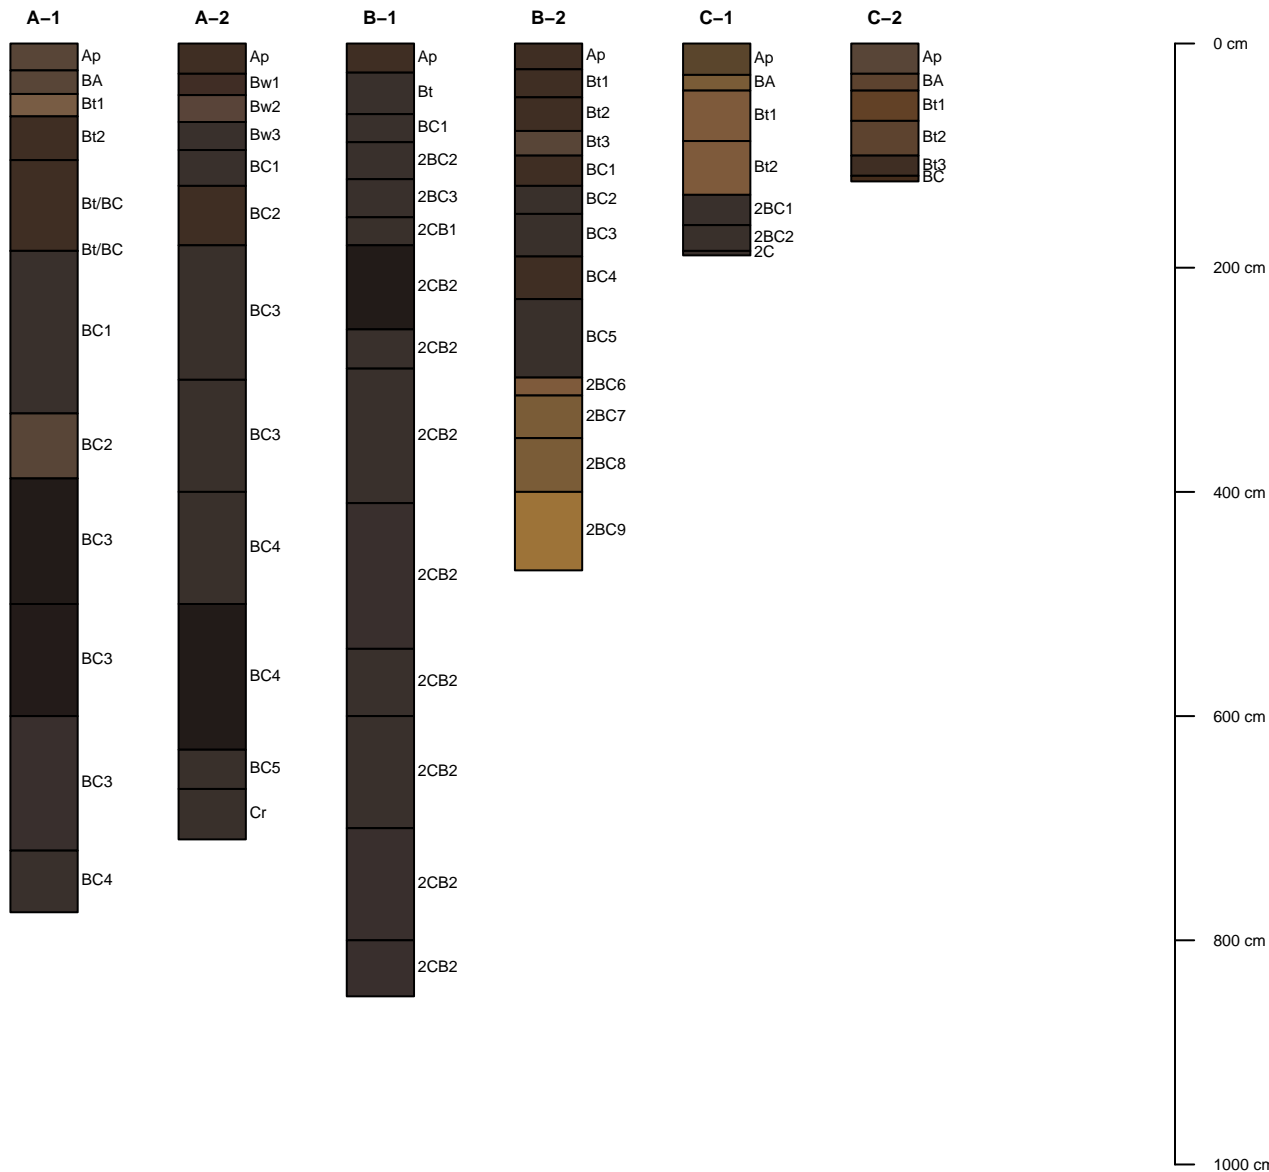 A–1 A–2 B–1 B–2 C–1 C–2
Ap
BA
Bt1
Bt2
Bt/BC
Bt/BC
BC1
BC2
BC3
BC3
BC3
BC4
Ap
Bw1
Bw2
Bw3
BC1
BC2
BC3
BC3
BC4
BC4
BC5
Cr
Ap
Bt
BC1
2BC2
2BC3
2CB1
2CB2
2CB2
2CB2
2CB2
2CB2
2CB2
2CB2
2CB2
Ap
Bt1
Bt2
Bt3
BC1
BC2
BC3
BC4
BC5
2BC6
2BC7
2BC8
2BC9
Ap
BA
Bt1
Bt2
2BC1
2BC2
2C
Ap
BA
Bt1
Bt2
Bt3
BC
0 cm
200 cm
400 cm
600 cm
800 cm
1000 cm